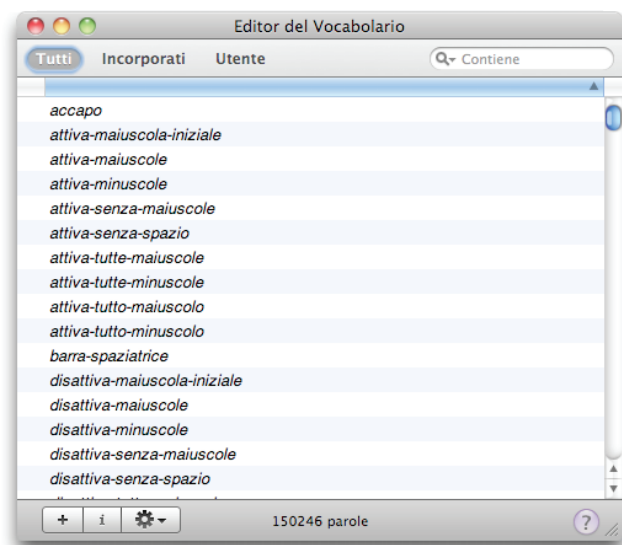 Editor del Vocabolario
Tutti Incorporati Utente Contiene
accapo
attiva-maiuscola-iniziale
attiva-maiuscole
attiva-minuscole
attiva-senza-maiuscole
attiva-senza-spazio
attiva-tutte-maiuscole
attiva-tutte-minuscole
attiva-tutto-maiuscolo
attiva-tutto-minuscolo
barra-spaziatrice
disattiva-maiuscola-iniziale
disattiva-maiuscole
disattiva-minuscole
disattiva-senza-maiuscole
disattiva-senza-spazio
+ i 150246 parole ?